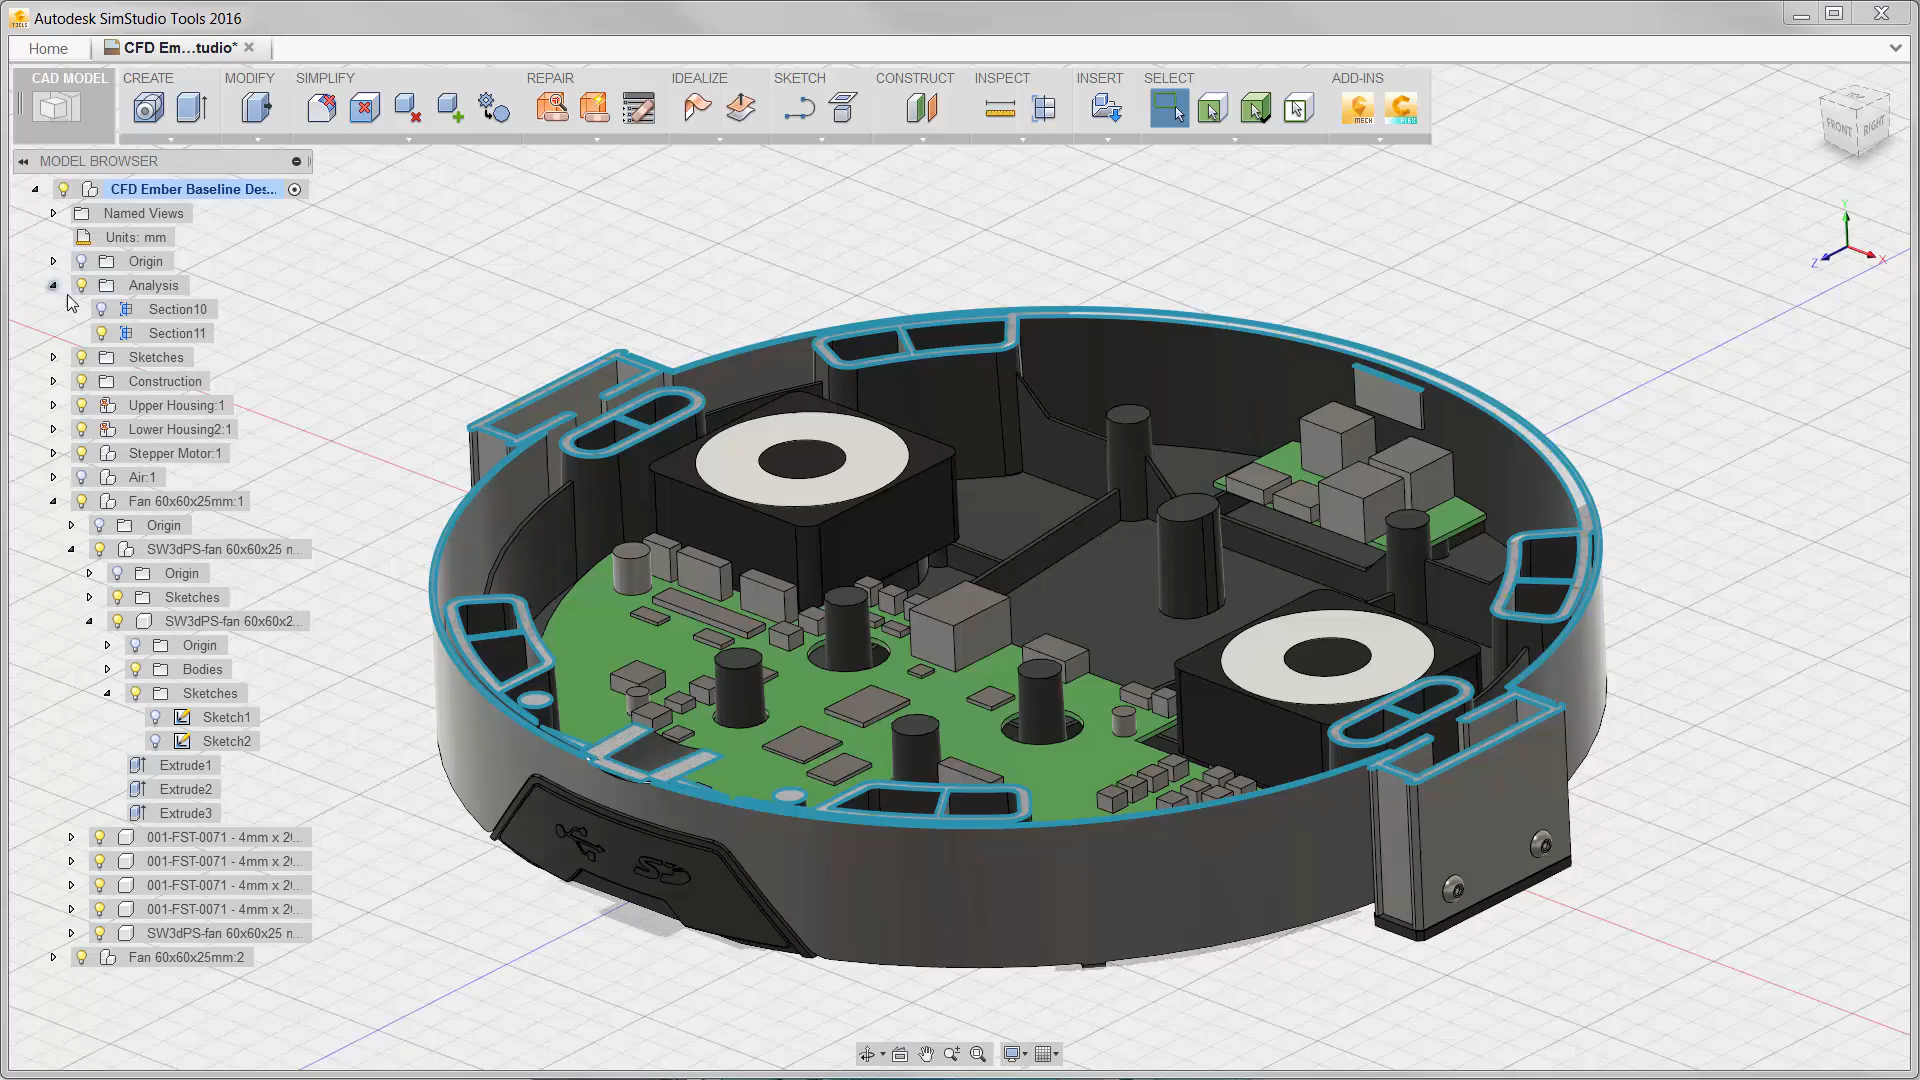 Autodesk SimStudio Tools 2016
Home
CFD Em...tudio*
CAD MODEL
CREATE
MODIFY
SIMPLIFY
REPAIR
IDEALIZE
SKETCH
CONSTRUCT
INSPECT
INSERT
SELECT
ADD-INS
MECH
FLEX
FRONT
RIGHT
MODEL BROWSER
CFD Ember Baseline Des...
Named Views
Units: mm
Origin
Analysis
Section10
Section11
Sketches
Construction
Upper Housing:1
Lower Housing2:1
Stepper Motor:1
Air:1
Fan 60x60x25mm:1
Origin
SW3dPS-fan 60x60x25 n...
Origin
Sketches
SW3dPS-fan 60x60x2...
Origin
Bodies
Sketches
Sketch1
Sketch2
Extrude1
Extrude2
Extrude3
001-FST-0071 - 4mm x 2(...
001-FST-0071 - 4mm x 2(...
001-FST-0071 - 4mm x 2(...
001-FST-0071 - 4mm x 2(...
SW3dPS-fan 60x60x25 n...
Fan 60x60x25mm:2
Y
Z
X
SD